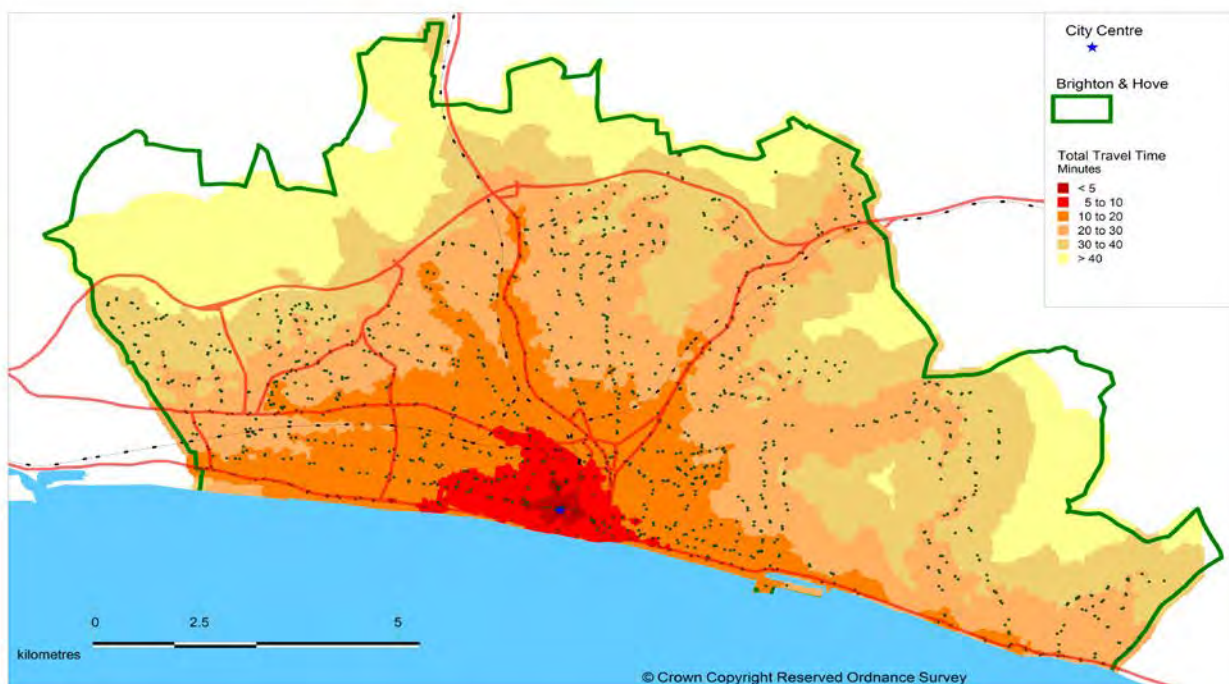 City Centre
Brighton & Hove
Total Travel Time
Minutes
< 5
5 to 10
10 to 20
20 to 30
30 to 40
> 40
0 2.5 5
kilometres
© Crown Copyright Reserved Ordnance Survey